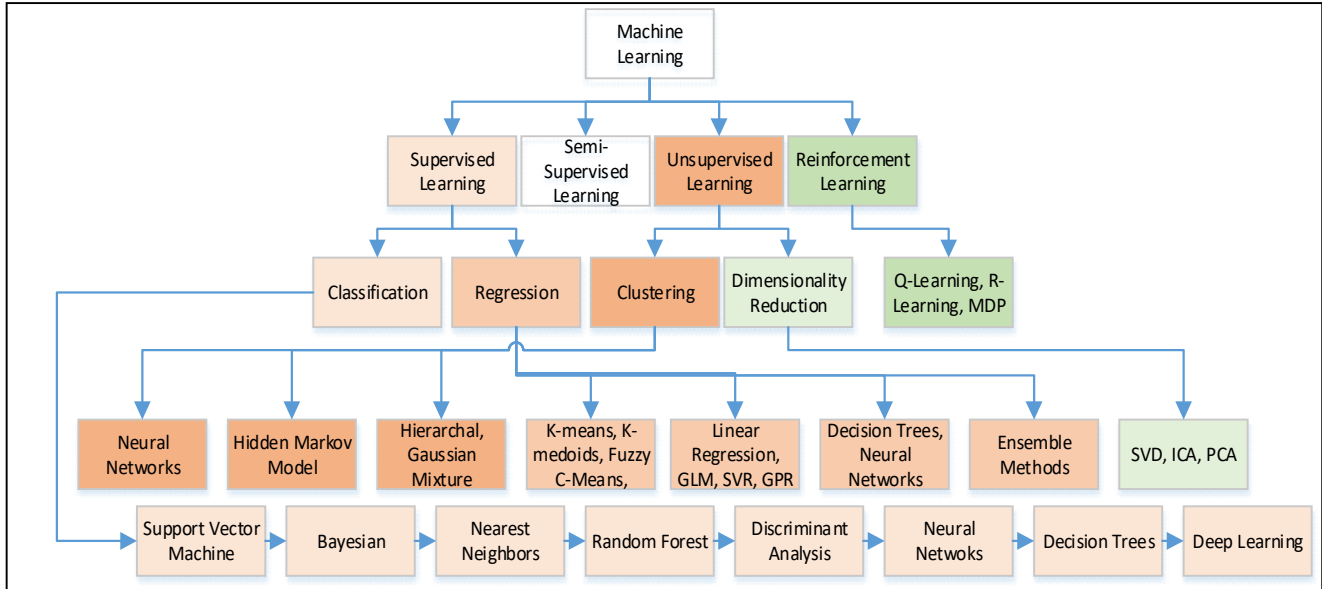 Machine
Learning
Supervised
Learning
Semi-
Supervised
Learning
Unsupervised
Learning
Reinforcement
Learning
Classification
Regression
Clustering
Dimensionality
Reduction
Q-Learning, R-
Learning, MDP
Neural
Networks
Hidden Markov
Model
Hierarchal,
Gaussian
Mixture
K-means, K-
medoids, Fuzzy
C-Means,
Linear
Regression,
GLM, SVR, GPR
Decision Trees,
Neural
Networks
Ensemble
Methods
SVD, ICA, PCA
Support Vector
Machine
Bayesian
Nearest
Neighbors
Random Forest
Discriminant
Analysis
Neural
Netwoks
Decision Trees
Deep Learning